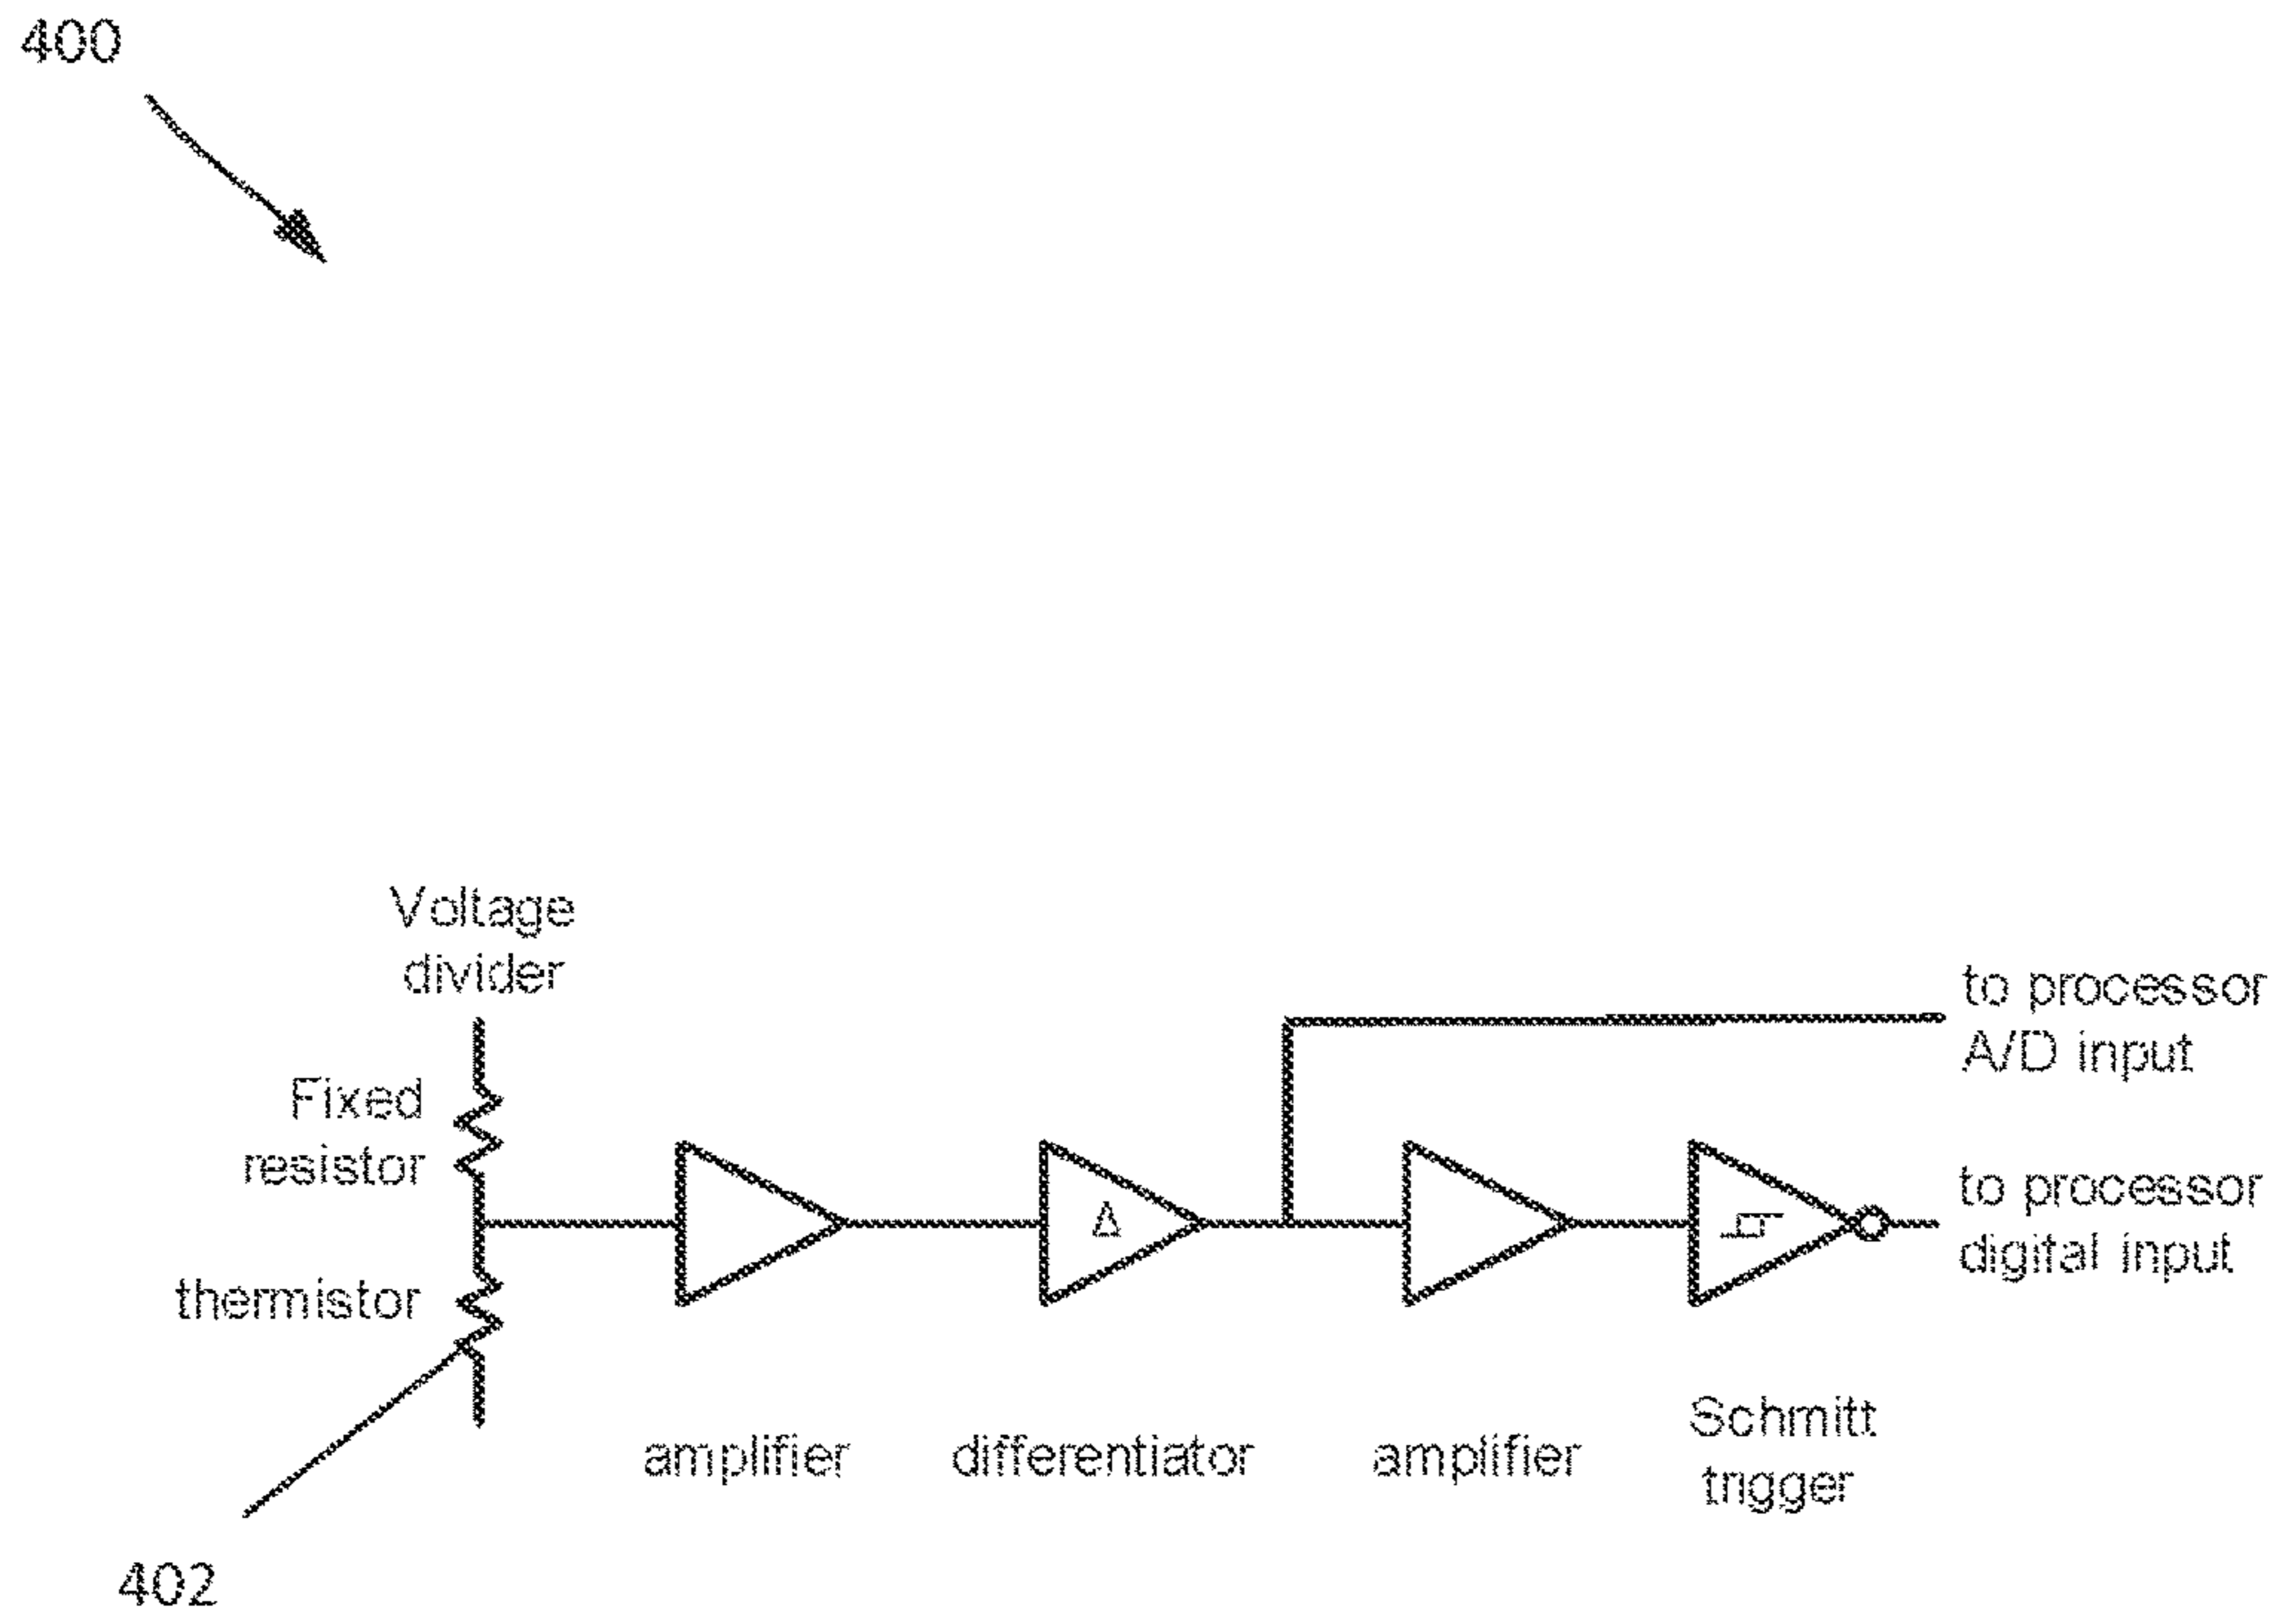 400
Voltage
divider
Fixed
resistor
thermistor
402
amplifier
differentiator
Δ
amplifier
Schmitt
trigger
to processor
A/D input
to processor
digital input